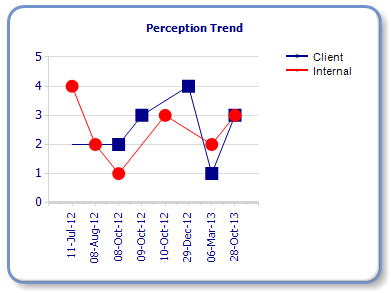 Perception Trend
Client
Internal
5
4
3
2
1
0
11-Jul-12
08-Aug-12
08-Oct-12
09-Oct-12
10-Oct-12
29-Dec-12
06-Mar-13
28-Oct-13